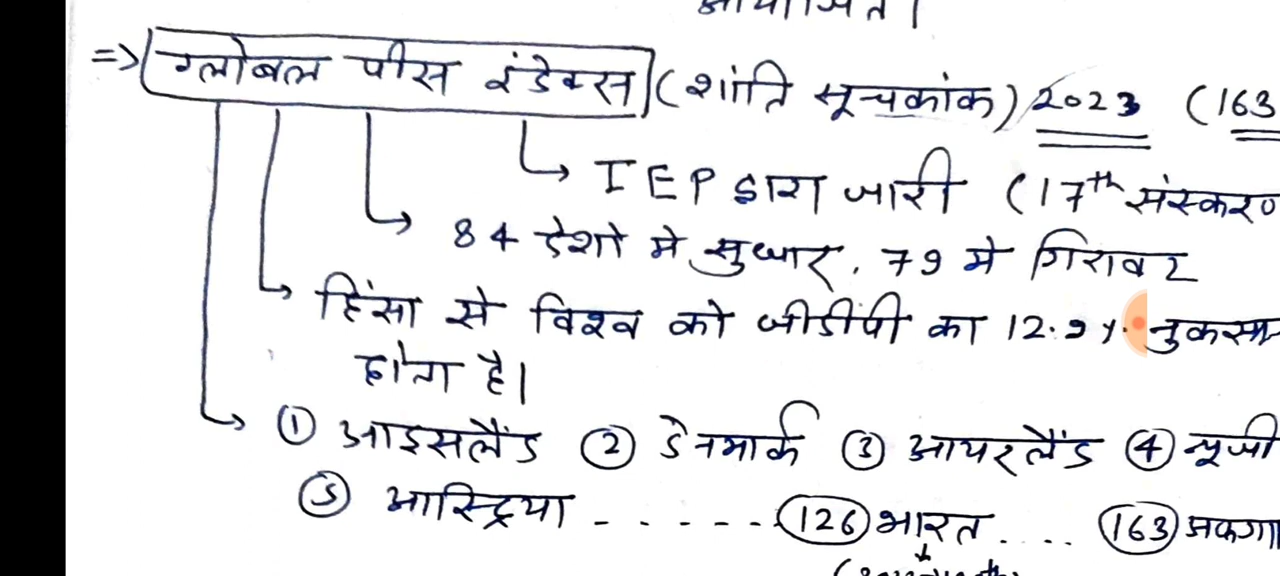 => ग्लोबल पीस इंडेक्स (शांति सूचकांक) 2023 (163
→ IEP द्वारा जारी (17th संस्करण
→ 84 देशो मे सुधार, 79 मे गिरावट
→ हिंसा से विश्व को जीडीपी का 12.9% नुकसा
होता है।
→ ① आइसलैंड ② डेनमार्क ③ आयरलैंड ④ न्यूजी
⑤ आस्ट्रिया ------ 126 भारत .... 163 अफगा